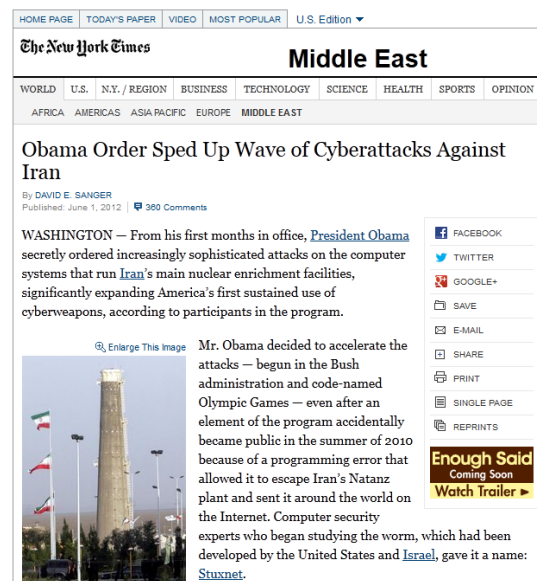 HOME PAGE TODAY'S PAPER VIDEO MOST POPULAR U.S. Edition
The New York Times
Middle East
WORLD U.S. N.Y. / REGION BUSINESS TECHNOLOGY SCIENCE HEALTH SPORTS OPINION
AFRICA AMERICAS ASIA PACIFIC EUROPE MIDDLE EAST
Obama Order Sped Up Wave of Cyberattacks Against
Iran
By DAVID E. SANGER
Published: June 1, 2012 360 Comments
WASHINGTON — From his first months in office, President Obama
secretly ordered increasingly sophisticated attacks on the computer
systems that run Iran's main nuclear enrichment facilities,
significantly expanding America's first sustained use of
cyberweapons, according to participants in the program.
Enlarge This Image
Mr. Obama decided to accelerate the
attacks — begun in the Bush
administration and code-named
Olympic Games — even after an
element of the program accidentally
became public in the summer of 2010
because of a programming error that
allowed it to escape Iran's Natanz
plant and sent it around the world on
the Internet. Computer security
experts who began studying the worm, which had been
developed by the United States and Israel, gave it a name:
Stuxnet.
FACEBOOK
TWITTER
GOOGLE+
SAVE
E-MAIL
SHARE
PRINT
SINGLE PAGE
REPRINTS
Enough Said
Coming Soon
Watch Trailer